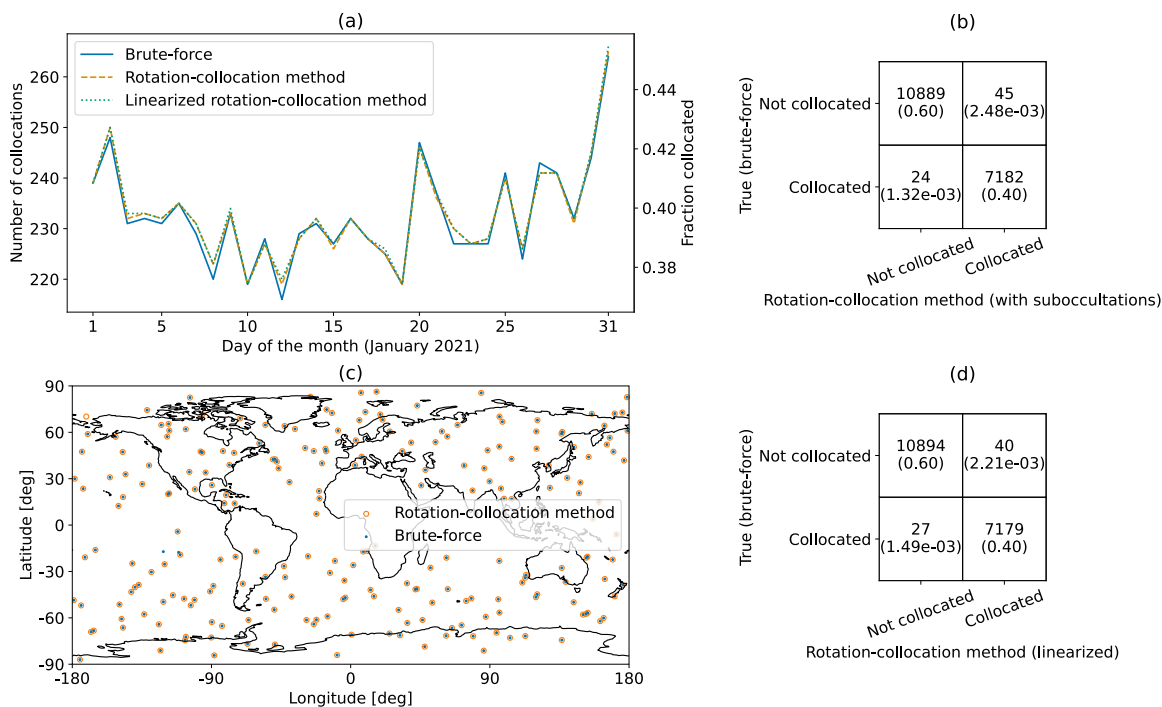 (a)
Brute-force
Rotation-collocation method
Linearized rotation-collocation method
Number of collocations
260
250
240
230
220
0.44
0.42
0.40
0.38
Fraction collocated
1 5 10 15 20 25 31
Day of the month (January 2021)
(b)
True (brute-force)
Not collocated
Collocated
10889
(0.60)
45
(2.48e-03)
24
(1.32e-03)
7182
(0.40)
Not collocated
Collocated
Rotation-collocation method (with suboccultations)
(c)
Latitude [deg]
90
60
30
0
-30
-60
-90
Rotation-collocation method
Brute-force
-180 -90 0 90 180
Longitude [deg]
(d)
True (brute-force)
Not collocated
Collocated
10894
(0.60)
40
(2.21e-03)
27
(1.49e-03)
7179
(0.40)
Not collocated
Collocated
Rotation-collocation method (linearized)